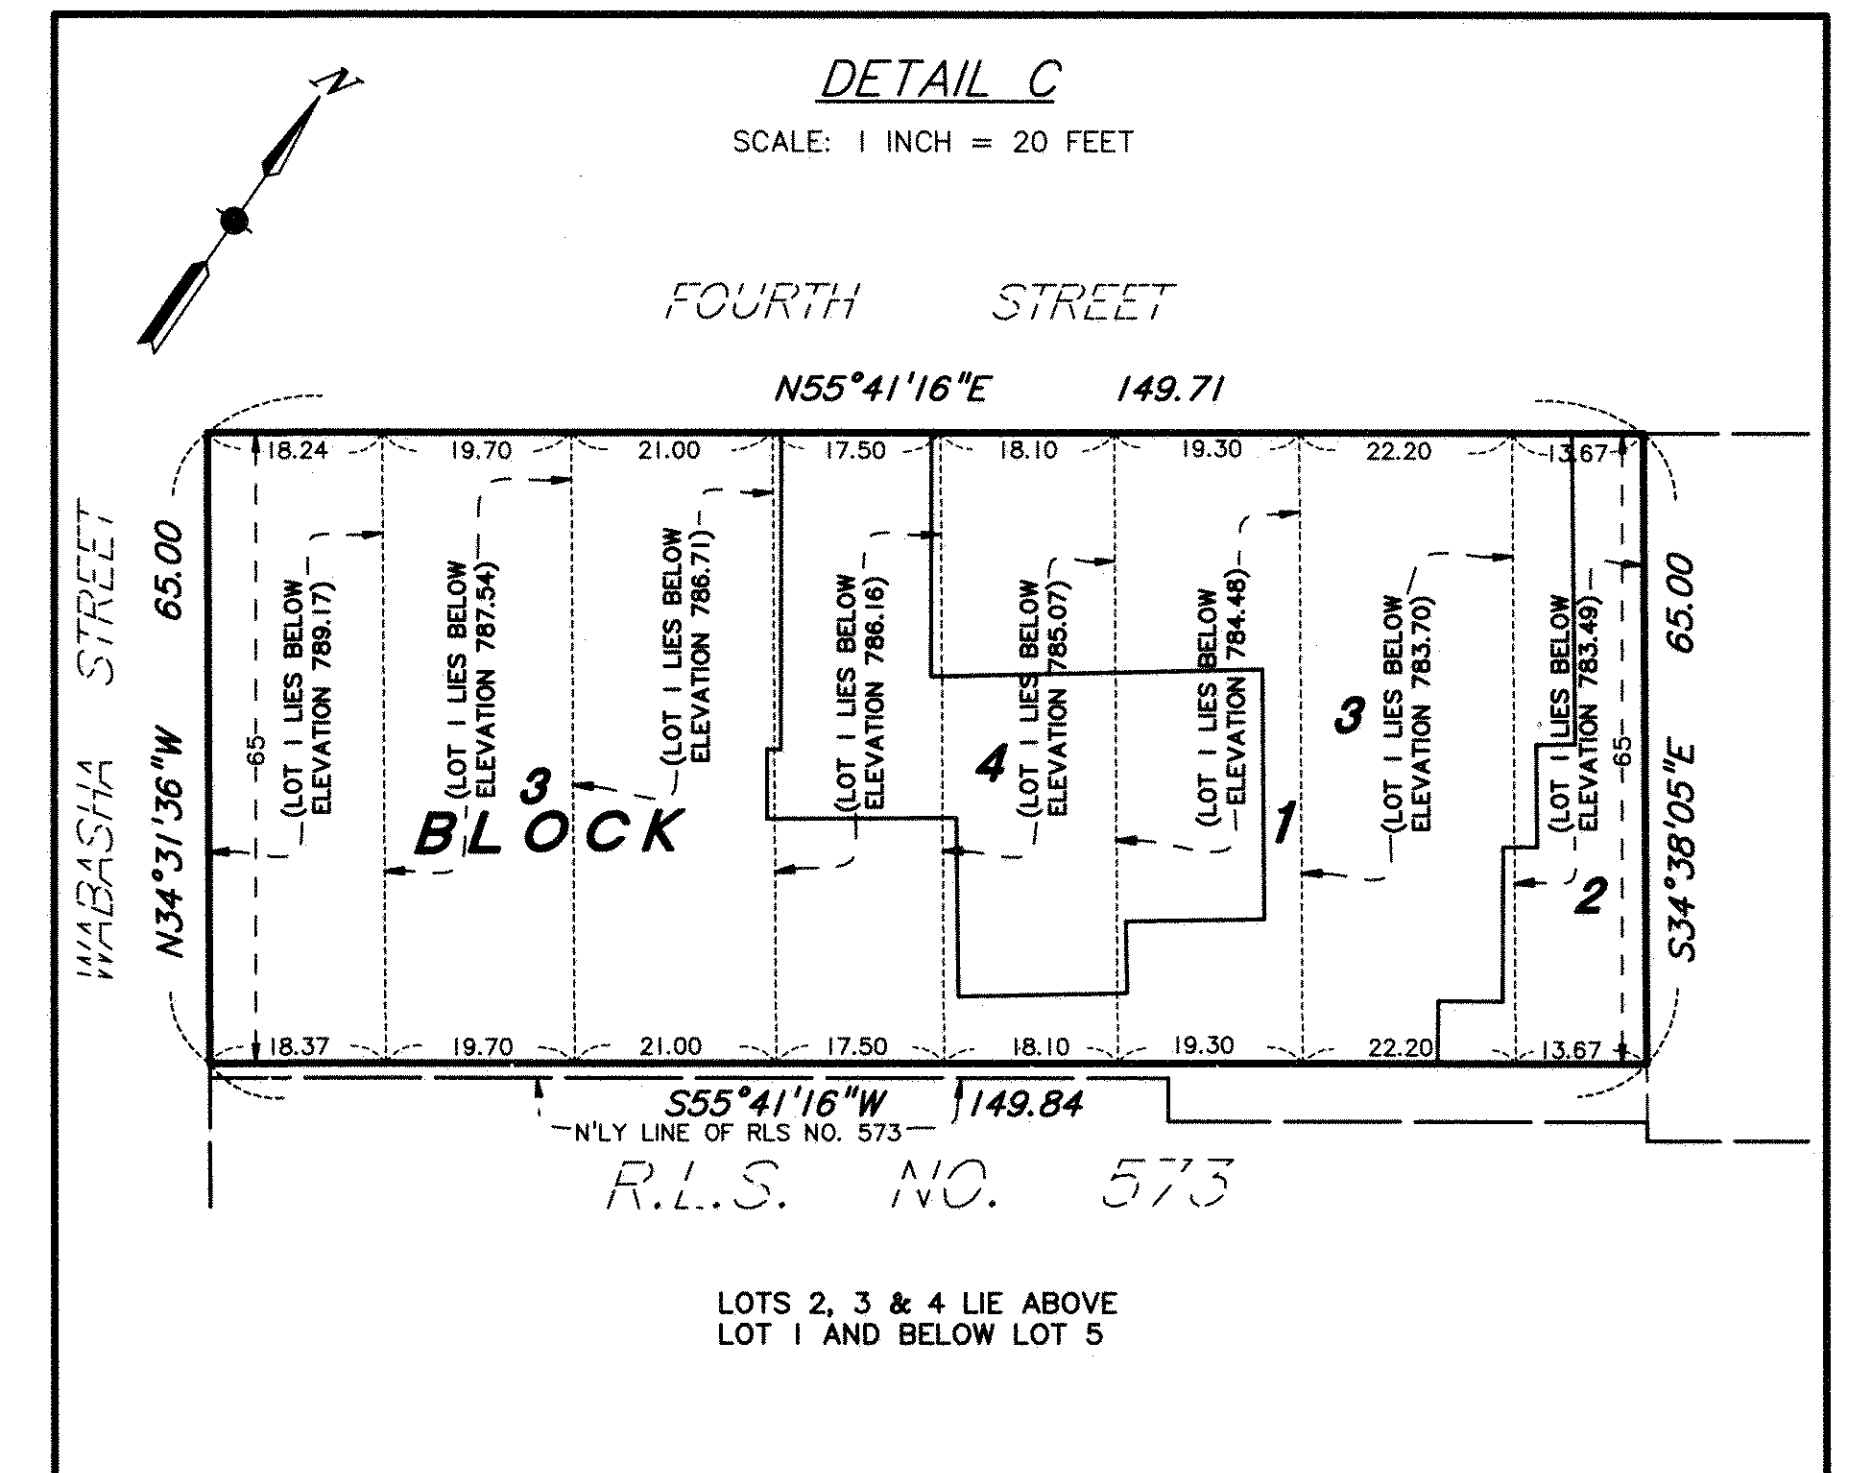 N
DETAIL C
SCALE: 1 INCH = 20 FEET
FOURTH STREET
N55°41'16"E 149.71
18.24 19.70 21.00 17.50 18.10 19.30 22.20 13.67
WABASHA STREET
N34°31'36"W 65.00
65
(LOT 1 LIES BELOW
ELEVATION 789.17)
(LOT 1 LIES BELOW
ELEVATION 787.54)
(LOT 1 LIES BELOW
ELEVATION 786.71)
(LOT 1 LIES BELOW
ELEVATION 786.16)
(LOT 1 LIES BELOW
ELEVATION 785.07)
(LOT 1 LIES BELOW
ELEVATION 784.48)
(LOT 1 LIES BELOW
ELEVATION 783.70)
(LOT 1 LIES BELOW
ELEVATION 783.49)
65
S34°38'05"E 65.00
3
4
3
BLOCK 1
2
18.37 19.70 21.00 17.50 18.10 19.30 22.20 13.67
S55°41'16"W 149.84
N'LY LINE OF RLS NO. 573
R.L.S. NO. 573
LOTS 2, 3 & 4 LIE ABOVE
LOT 1 AND BELOW LOT 5